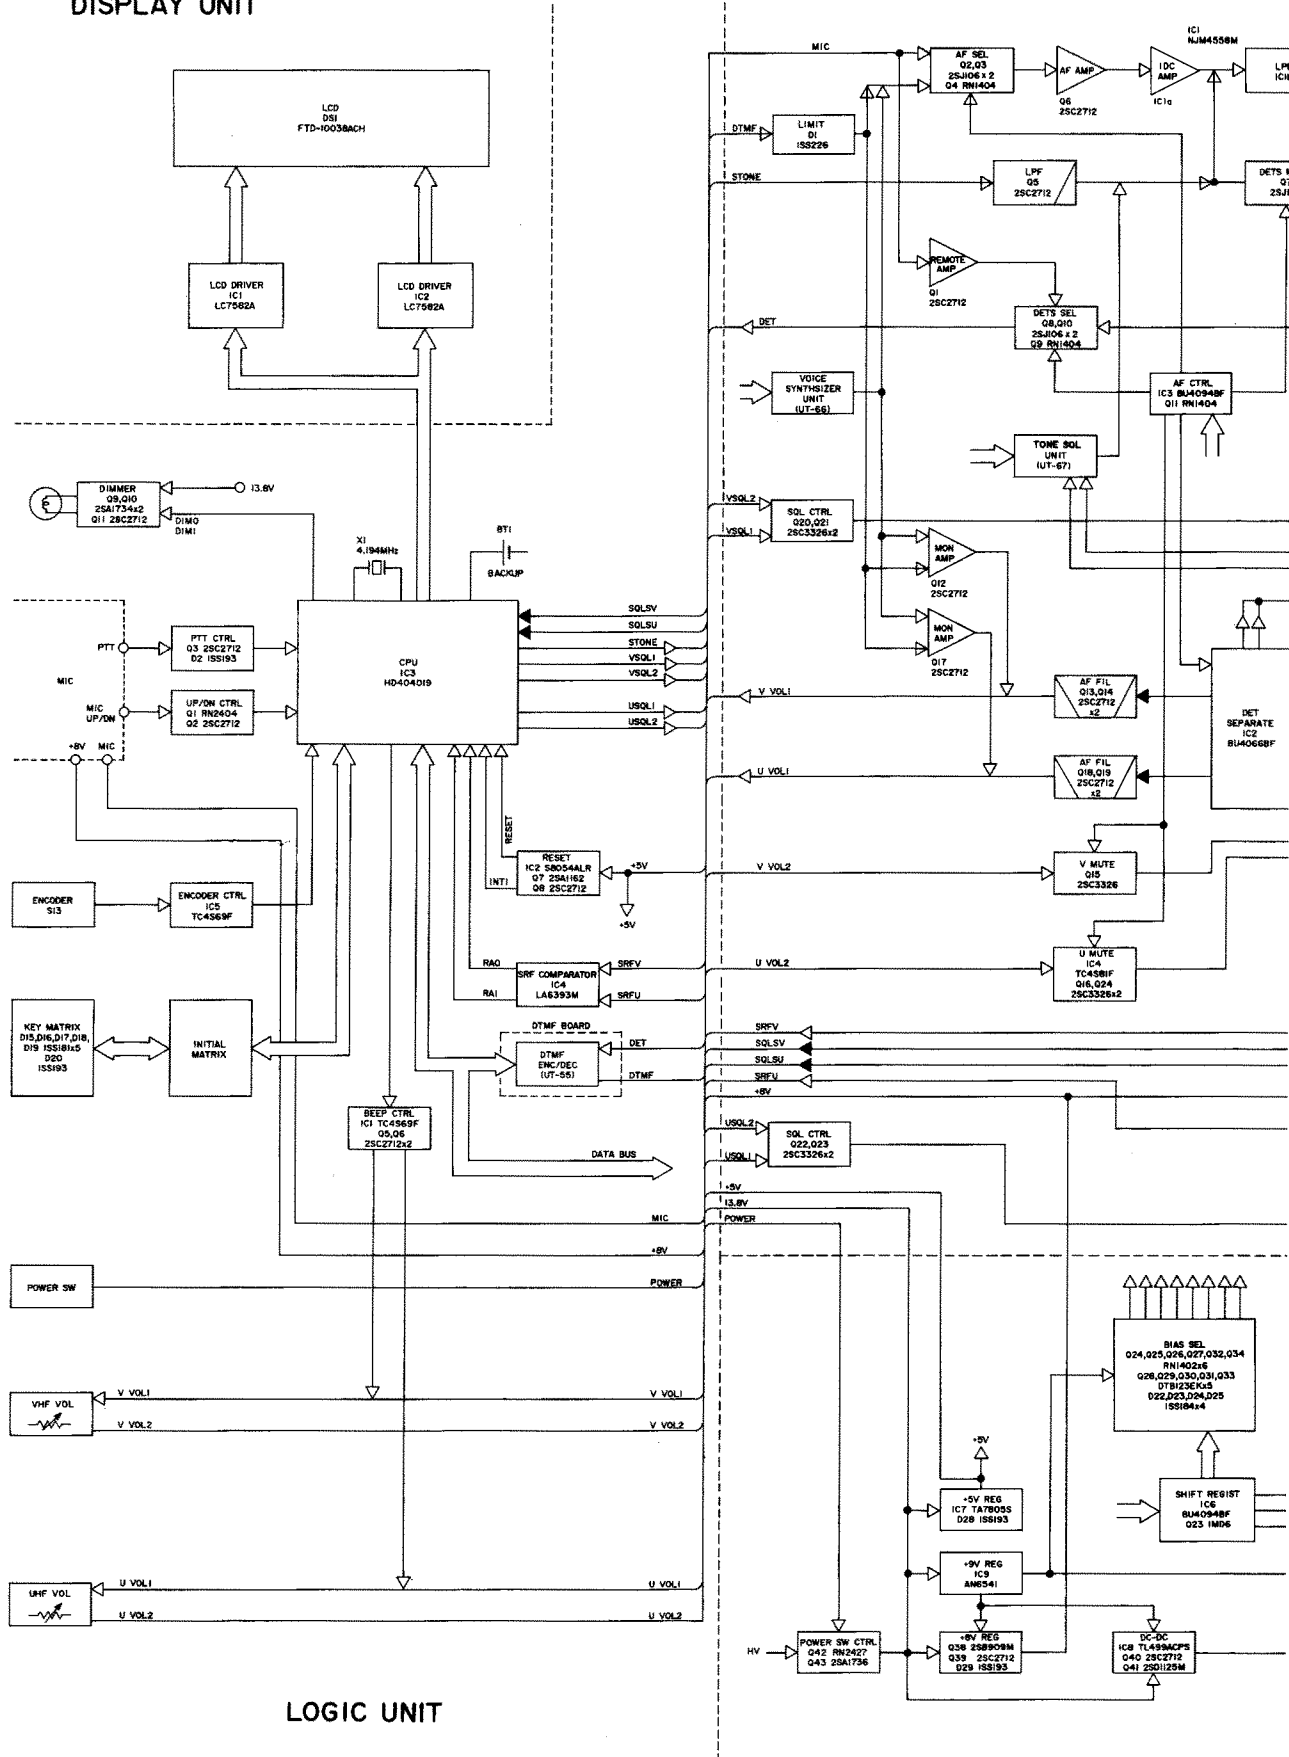 DISPLAY UNIT
LCD
DS1
FTD-10038ACH
LCD DRIVER
IC1
LC7582A
LCD DRIVER
IC2
LC7582A
DIMMER
Q9,Q10
2SA1734x2
Q11 2SC2712
13.8V
DIM0
DIM1
X1
4.194MHz
BT1
BACKUP
PTT
MIC
MIC
UP/DN
+8V
MIC
PTT CTRL
Q3 2SC2712
D2 ISS193
UP/DN CTRL
Q1 RN2404
Q2 2SC2712
CPU
IC3
HD404019
SQLSV
SQLSU
STONE
VSQL1
VSQL2
USQL1
USQL2
RESET
INT1
RESET
IC2 S8054ALR
Q7 2SA1162
Q8 2SC2712
+5V
+5V
ENCODER
S13
ENCODER CTRL
IC5
TC4S69F
RA0
RA1
SRF COMPARATOR
IC4
LA6393M
SRFV
SRFU
KEY MATRIX
D15,D16,D17,D18,
D19 ISS181x5
D20
ISS193
INITIAL
MATRIX
DTMF BOARD
DTMF
ENC/DEC
(UT-55)
DET
DTMF
BEEP CTRL
IC1 TC4S69F
Q5,Q6
2SC2712x2
DATA BUS
MIC
+8V
POWER SW
POWER
VHF VOL
V VOL1
V VOL1
V VOL2
V VOL2
UHF VOL
U VOL1
U VOL1
U VOL2
U VOL2
LOGIC UNIT
MIC
AF SEL
Q2,Q3
2SJ106x2
Q4 RN1404
AF AMP
Q6
2SC2712
IC1
NJM4558M
IDC
AMP
IC1a
DTMF
LIMIT
D1
ISS226
STONE
LPF
Q5
2SC2712
REMOTE
AMP
Q1
2SC2712
DET
DETS SEL
Q8,Q10
2SJ106x2
Q9 RN1404
VOICE
SYNTHSIZER
UNIT
(UT-66)
AF CTRL
IC3 BU4094BF
Q11 RN1404
TONE SQL
UNIT
(UT-67)
VSQL2
VSQL1
SQL CTRL
Q20,Q21
2SC3326x2
MON
AMP
Q12
2SC2712
MON
AMP
Q17
2SC2712
V VOL1
AF FIL
Q13,Q14
2SC2712
x2
DET
SEPARATE
IC2
BU4066BF
U VOL1
AF FIL
Q18,Q19
2SC2712
x2
V VOL2
V MUTE
Q15
2SC3326
U VOL2
U MUTE
IC4
TC4S81F
Q16,Q24
2SC3326x2
SRFV
SQLSV
SQLSU
SRFU
+8V
USQL2
USQL1
SQL CTRL
Q22,Q23
2SC3326x2
+5V
13.8V
POWER
BIAS SEL
Q24,Q25,Q26,Q27,Q32,Q34
RN1402x6
Q28,Q29,Q30,Q31,Q33
DTB123EKx5
D22,D23,D24,D25
ISS184x4
+5V
+5V REG
IC7 TA7805S
D28 ISS193
SHIFT REGIST
IC6
BU4094BF
Q23 IMD6
+9V REG
IC9
AN6541
HV
POWER SW CTRL
Q42 RN2427
Q43 2SA1736
+8V REG
Q38 2SB909M
Q39 2SC2712
D29 ISS193
DC-DC
IC8 TL499ACPS
Q40 2SC2712
Q41 2SD1125M